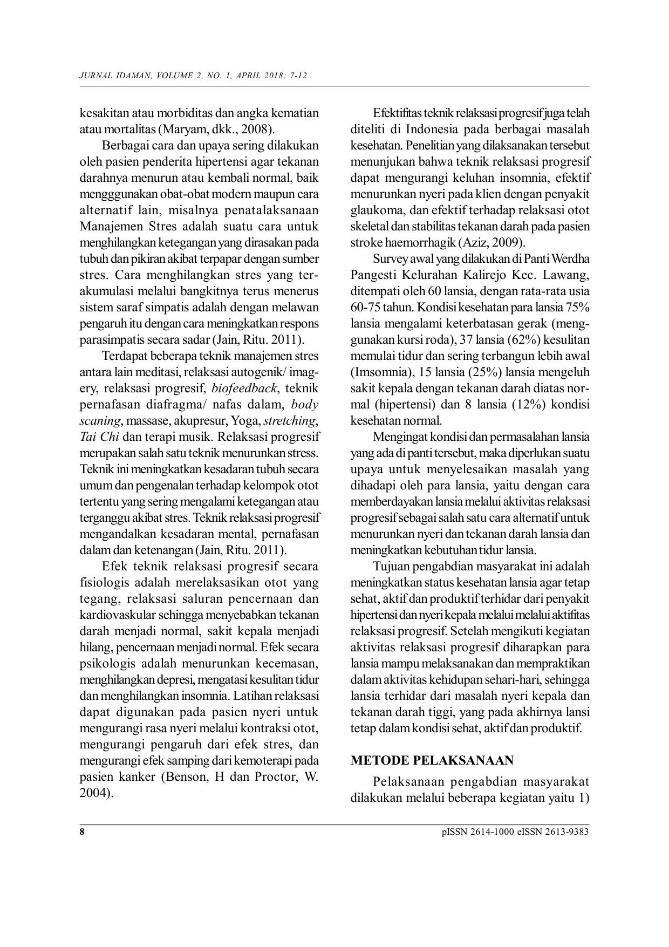 JURNAL IDAMAN, VOLUME 2, NO. 1, APRIL 2018: 7-12
kesakitan atau morbiditas dan angka kematian
atau mortalitas (Maryam, dkk., 2008).
Berbagai cara dan upaya sering dilakukan
oleh pasien penderita hipertensi agar tekanan
darahnya menurun atau kembali normal, baik
mengggunakan obat-obat modern maupun cara
alternatif lain, misalnya penatalaksanaan
Manajemen Stres adalah suatu cara untuk
menghilangkan ketegangan yang dirasakan pada
tubuh dan pikiran akibat terpapar dengan sumber
stres. Cara menghilangkan stres yang ter-
akumulasi melalui bangkitnya terus menerus
sistem saraf simpatis adalah dengan melawan
pengaruh itu dengan cara meningkatkan respons
parasimpatis secara sadar (Jain, Ritu. 2011).
Terdapat beberapa teknik manajemen stres
antara lain meditasi, relaksasi autogenik/ imag-
ery, relaksasi progresif, biofeedback, teknik
pernafasan diafragma/ nafas dalam, body
scaning, massase, akupresur, Yoga, stretching,
Tai Chi dan terapi musik. Relaksasi progresif
merupakan salah satu teknik menurunkan stress.
Teknik ini meningkatkan kesadaran tubuh secara
umum dan pengenalan terhadap kelompok otot
tertentu yang sering mengalami ketegangan atau
terganggu akibat stres. Teknik relaksasi progresif
mengandalkan kesadaran mental, pernafasan
dalam dan ketenangan (Jain, Ritu. 2011).
Efek teknik relaksasi progresif secara
fisiologis adalah merelaksasikan otot yang
tegang, relaksasi saluran pencernaan dan
kardiovaskular sehingga menyebabkan tekanan
darah menjadi normal, sakit kepala menjadi
hilang, pencernaan menjadi normal. Efek secara
psikologis adalah menurunkan kecemasan,
menghilangkan depresi, mengatasi kesulitan tidur
dan menghilangkan insomnia. Latihan relaksasi
dapat digunakan pada pasien nyeri untuk
mengurangi rasa nyeri melalui kontraksi otot,
mengurangi pengaruh dari efek stres, dan
mengurangi efek samping dari kemoterapi pada
pasien kanker (Benson, H dan Proctor, W.
2004).
Efektifitas teknik relaksasi progresif juga telah
diteliti di Indonesia pada berbagai masalah
kesehatan. Penelitian yang dilaksanakan tersebut
menunjukan bahwa teknik relaksasi progresif
dapat mengurangi keluhan insomnia, efektif
menurunkan nyeri pada klien dengan penyakit
glaukoma, dan efektif terhadap relaksasi otot
skeletal dan stabilitas tekanan darah pada pasien
stroke haemorrhagik (Aziz, 2009).
Survey awal yang dilakukan di Panti Werdha
Pangesti Kelurahan Kalirejo Kec. Lawang,
ditempati oleh 60 lansia, dengan rata-rata usia
60-75 tahun. Kondisi kesehatan para lansia 75%
lansia mengalami keterbatasan gerak (meng-
gunakan kursi roda), 37 lansia (62%) kesulitan
memulai tidur dan sering terbangun lebih awal
(Imsomnia), 15 lansia (25%) lansia mengeluh
sakit kepala dengan tekanan darah diatas nor-
mal (hipertensi) dan 8 lansia (12%) kondisi
kesehatan normal.
Mengingat kondisi dan permasalahan lansia
yang ada di panti tersebut, maka diperlukan suatu
upaya untuk menyelesaikan masalah yang
dihadapi oleh para lansia, yaitu dengan cara
memberdayakan lansia melalui aktivitas relaksasi
progresif sebagai salah satu cara alternatif untuk
menurunkan nyeri dan tekanan darah lansia dan
meningkatkan kebutuhan tidur lansia.
Tujuan pengabdian masyarakat ini adalah
meningkatkan status kesehatan lansia agar tetap
sehat, aktif dan produktif terhidar dari penyakit
hipertensi dan nyeri kepala melalui melalui aktifitas
relaksasi progresif. Setelah mengikuti kegiatan
aktivitas relaksasi progresif diharapkan para
lansia mampu melaksanakan dan mempraktikan
dalam aktivitas kehidupan sehari-hari, sehingga
lansia terhidar dari masalah nyeri kepala dan
tekanan darah tiggi, yang pada akhirnya lansi
tetap dalam kondisi sehat, aktif dan produktif.
METODE PELAKSANAAN
Pelaksanaan pengabdian masyarakat
dilakukan melalui beberapa kegiatan yaitu 1)
8
pISSN 2614-1000 eISSN 2613-9383